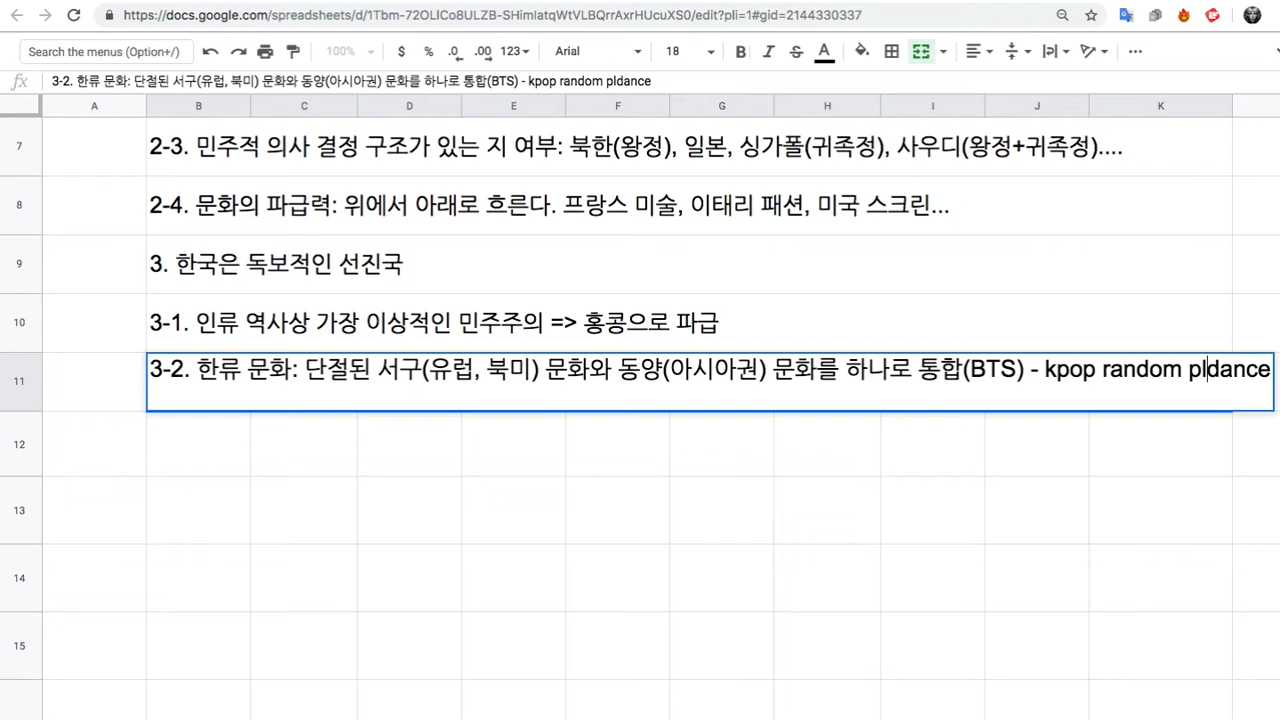 https://docs.google.com/spreadsheets/d/1Tbm-72OLlCo8ULZB-SHimIatqWtVLBQrrAxrHUcuXS0/edit?pli=1#gid=2144330337
Search the menus (Option+/) 100% $ % .0 .00 123 Arial 18 B I S A
fx 3-2. 한류 문화: 단절된 서구(유럽, 북미) 문화와 동양(아시아권) 문화를 하나로 통합(BTS) - kpop random pldance
A B C D E F G H I J K
7 2-3. 민주적 의사 결정 구조가 있는 지 여부: 북한(왕정), 일본, 싱가폴(귀족정), 사우디(왕정+귀족정)....
8 2-4. 문화의 파급력: 위에서 아래로 흐른다. 프랑스 미술, 이태리 패션, 미국 스크린...
9 3. 한국은 독보적인 선진국
10 3-1. 인류 역사상 가장 이상적인 민주주의 => 홍콩으로 파급
11 3-2. 한류 문화: 단절된 서구(유럽, 북미) 문화와 동양(아시아권) 문화를 하나로 통합(BTS) - kpop random pldance
12
13
14
15